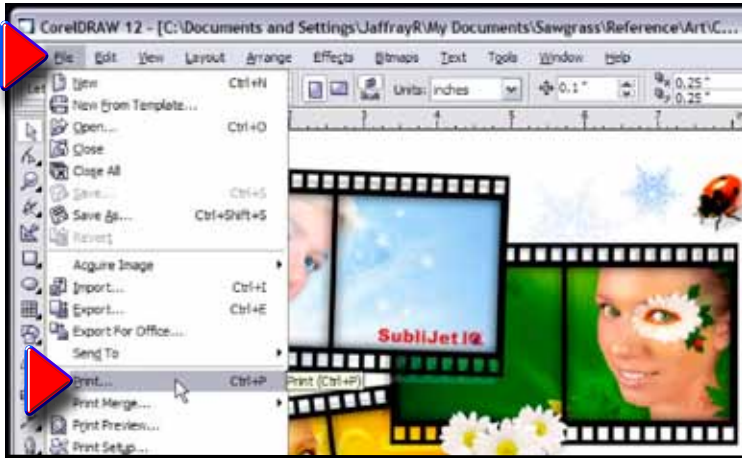 CorelDRAW 12 - [C:\Documents and Settings\JaffrayR\My Documents\Sawgrass\Reference\Art\C...
File Edit View Layout Arrange Effects Bitmaps Text Tools Window Help
Units: inches 0.1" 0.25"
0.25"
New Ctrl+N
New From Template...
Open... Ctrl+O
Close
Close All
Save... Ctrl+S
Save As... Ctrl+Shift+S
Revert
Acquire Image
Import... Ctrl+I
Export... Ctrl+E
Export For Office...
Send To
Print... Ctrl+P
Print (Ctrl+P)
Print Merge...
Print Preview...
Print Setup...
SubliJet IQ